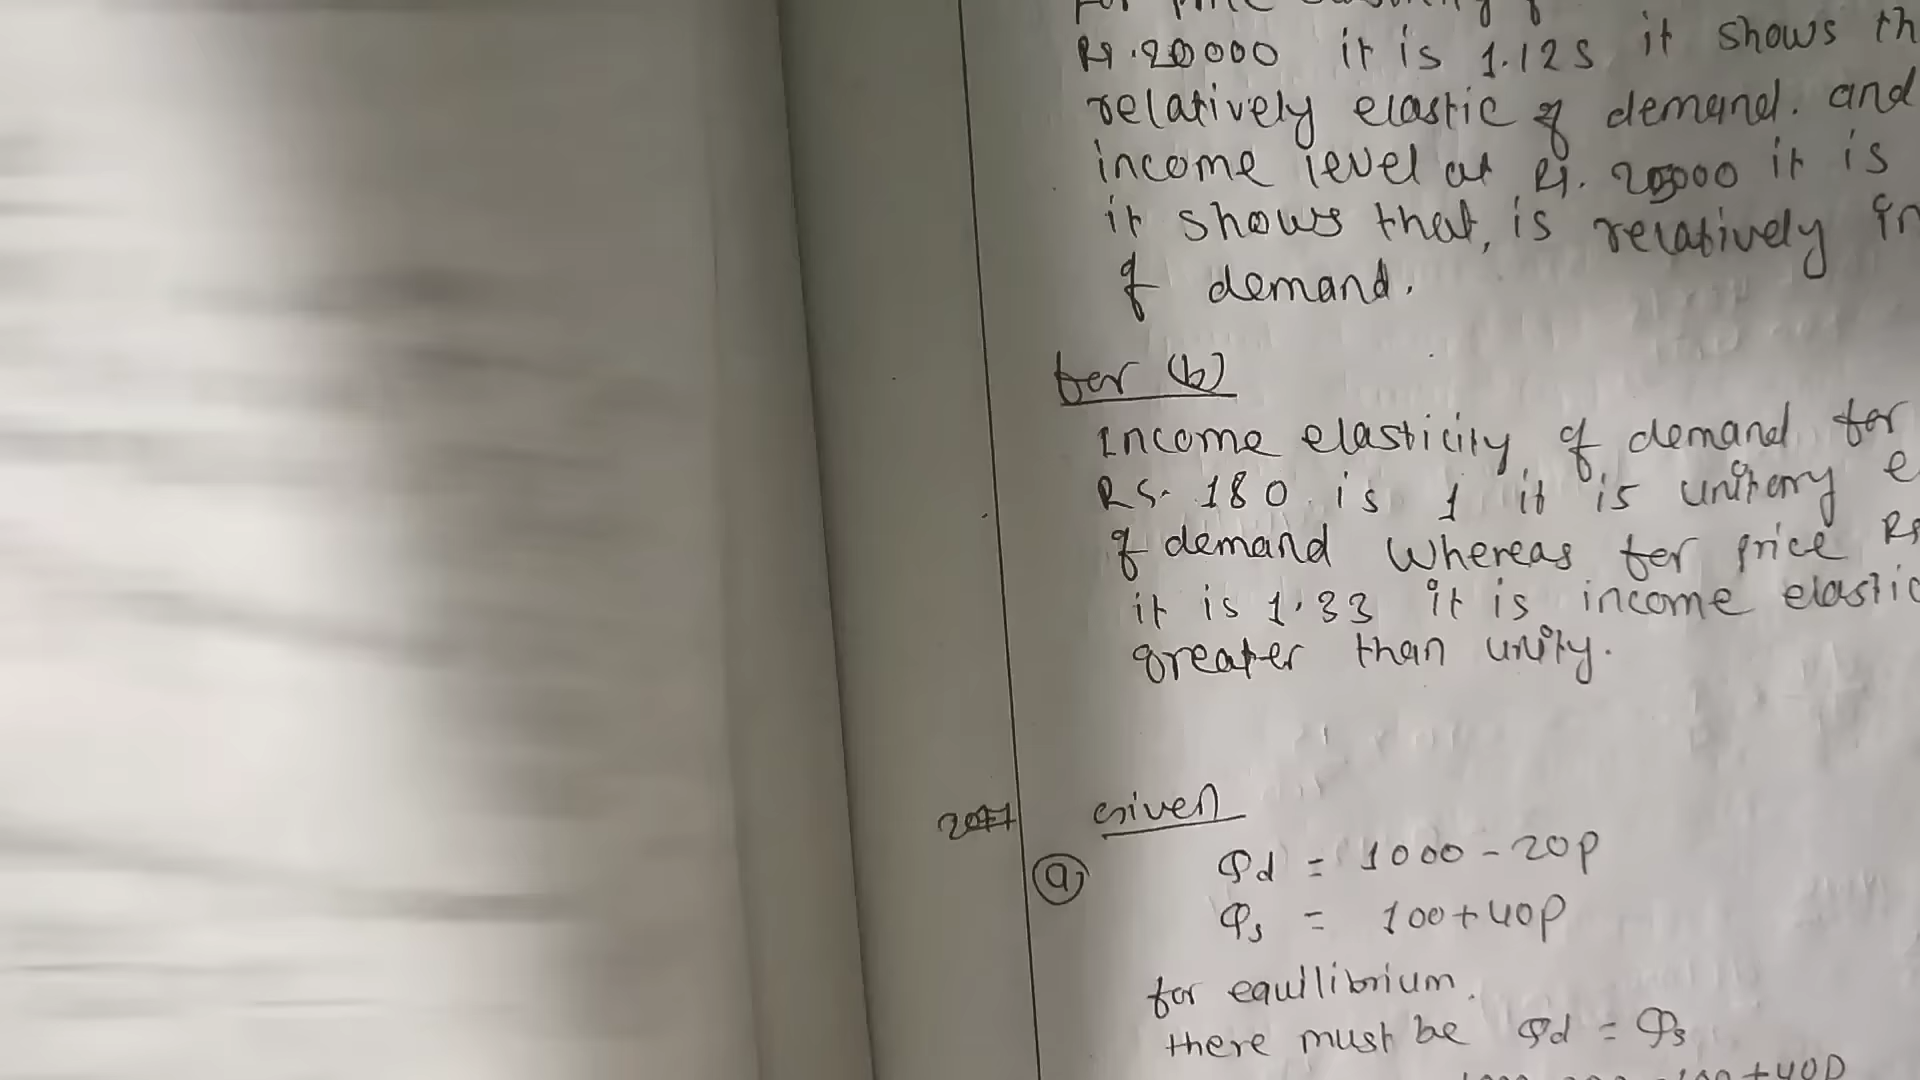 Rs. 20000 it is 1.125 it shows th
relatively elastic of demand. and
income level at Rs. 25000 it is
it shows that, is relatively in
of demand.
for (b)
Income elasticity of demand for
RS. 180 is 1 it is unitary e
of demand whereas for price Rs
it is 1.33 it is income elastic
greater than unity.
Given
2077
(a)
Qd = 1000 - 20p
Qs = 100 + 40p
for equilibrium.
there must be Qd = Qs